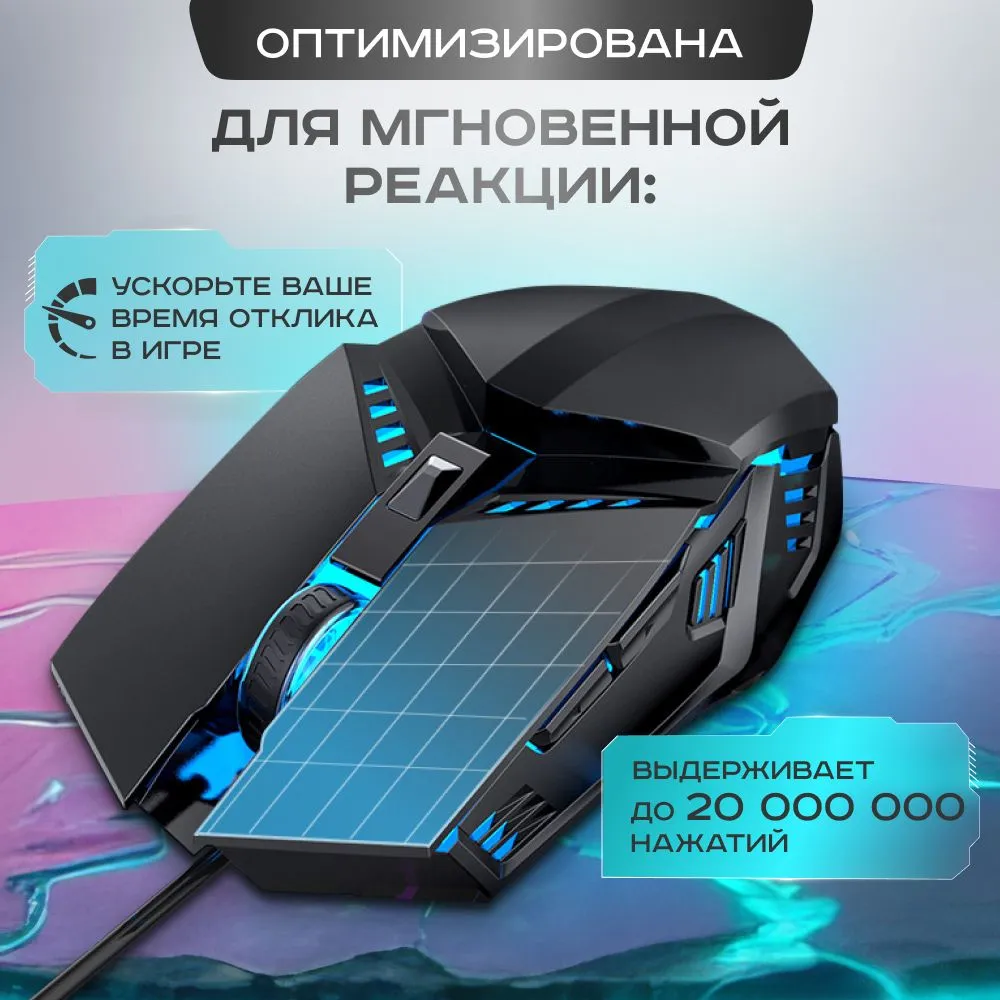 ОПТИМИЗИРОВАНА
ДЛЯ МГНОВЕННОЙ
РЕАКЦИИ:
УСКОРЬТЕ ВАШЕ
ВРЕМЯ ОТКЛИКА
В ИГРЕ
ВЫДЕРЖИВАЕТ
ДО 20 000 000
НАЖАТИЙ